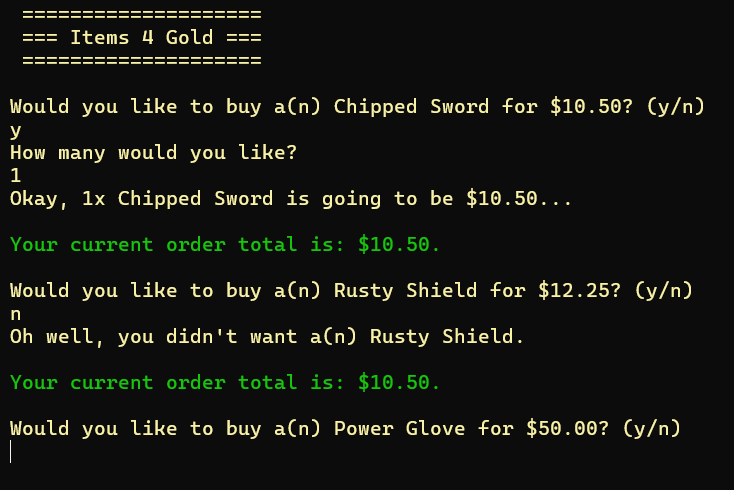 ====================
=== Items 4 Gold ===
====================
Would you like to buy a(n) Chipped Sword for $10.50? (y/n)
y
How many would you like?
1
Okay, 1x Chipped Sword is going to be $10.50...
Your current order total is: $10.50.
Would you like to buy a(n) Rusty Shield for $12.25? (y/n)
n
Oh well, you didn't want a(n) Rusty Shield.
Your current order total is: $10.50.
Would you like to buy a(n) Power Glove for $50.00? (y/n)